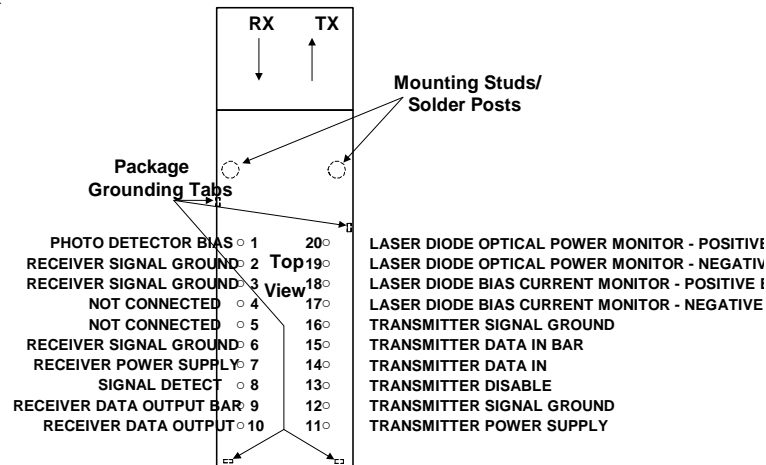 RX TX
Mounting Studs/
Solder Posts
Package
Grounding Tabs
Top
View
PHOTO DETECTOR BIAS 1
RECEIVER SIGNAL GROUND 2
RECEIVER SIGNAL GROUND 3
NOT CONNECTED 4
NOT CONNECTED 5
RECEIVER SIGNAL GROUND 6
RECEIVER POWER SUPPLY 7
SIGNAL DETECT 8
RECEIVER DATA OUTPUT BAR 9
RECEIVER DATA OUTPUT 10
20 LASER DIODE OPTICAL POWER MONITOR - POSITIVE
19 LASER DIODE OPTICAL POWER MONITOR -
18 LASER DIODE BIAS CURRENT MONITOR - POSITIVE
17 LASER DIODE BIAS CURRENT MONITOR - NEGATIVE
16 TRANSMITTER SIGNAL GROUND
15 TRANSMITTER DATA IN BAR
14 TRANSMITTER DATA IN
13 TRANSMITTER DISABLE
12 TRANSMITTER SIGNAL GROUND
11 TRANSMITTER POWER SUPPLY